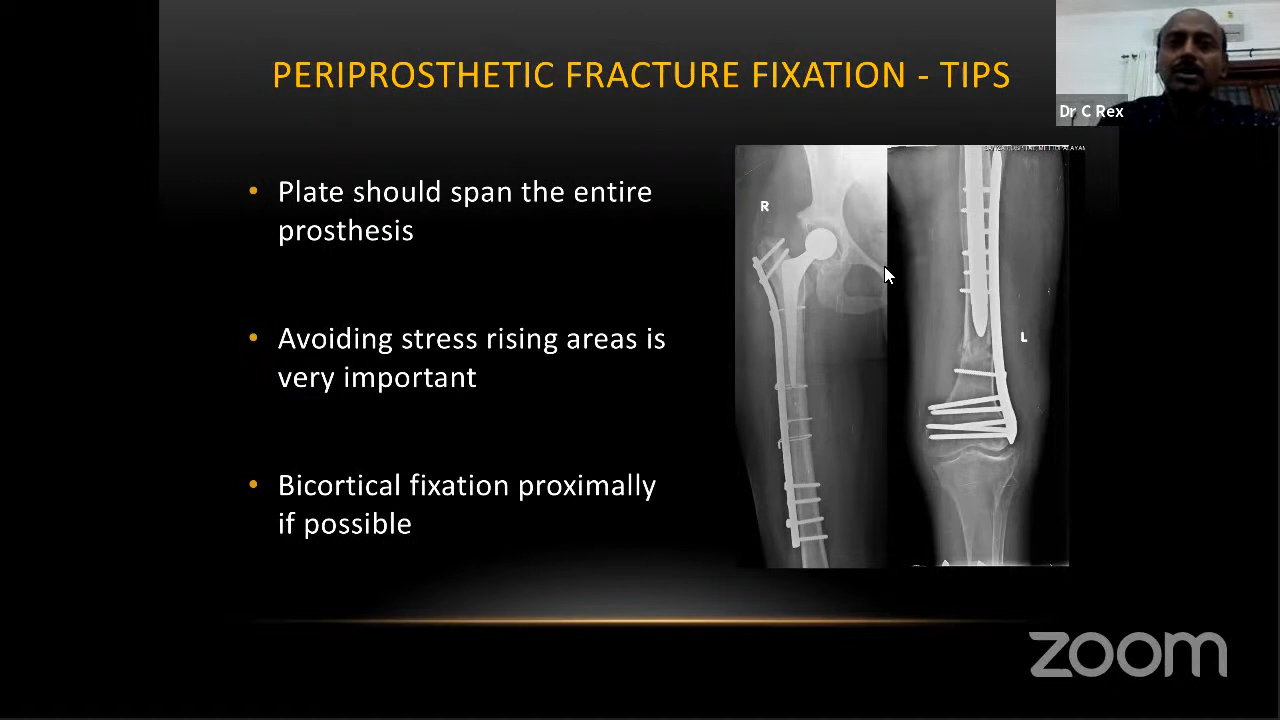 PERIPROSTHETIC FRACTURE FIXATION - TIPS
Dr C Rex
• Plate should span the entire
prosthesis
• Avoiding stress rising areas is
very important
• Bicortical fixation proximally
if possible
R
L
zoom